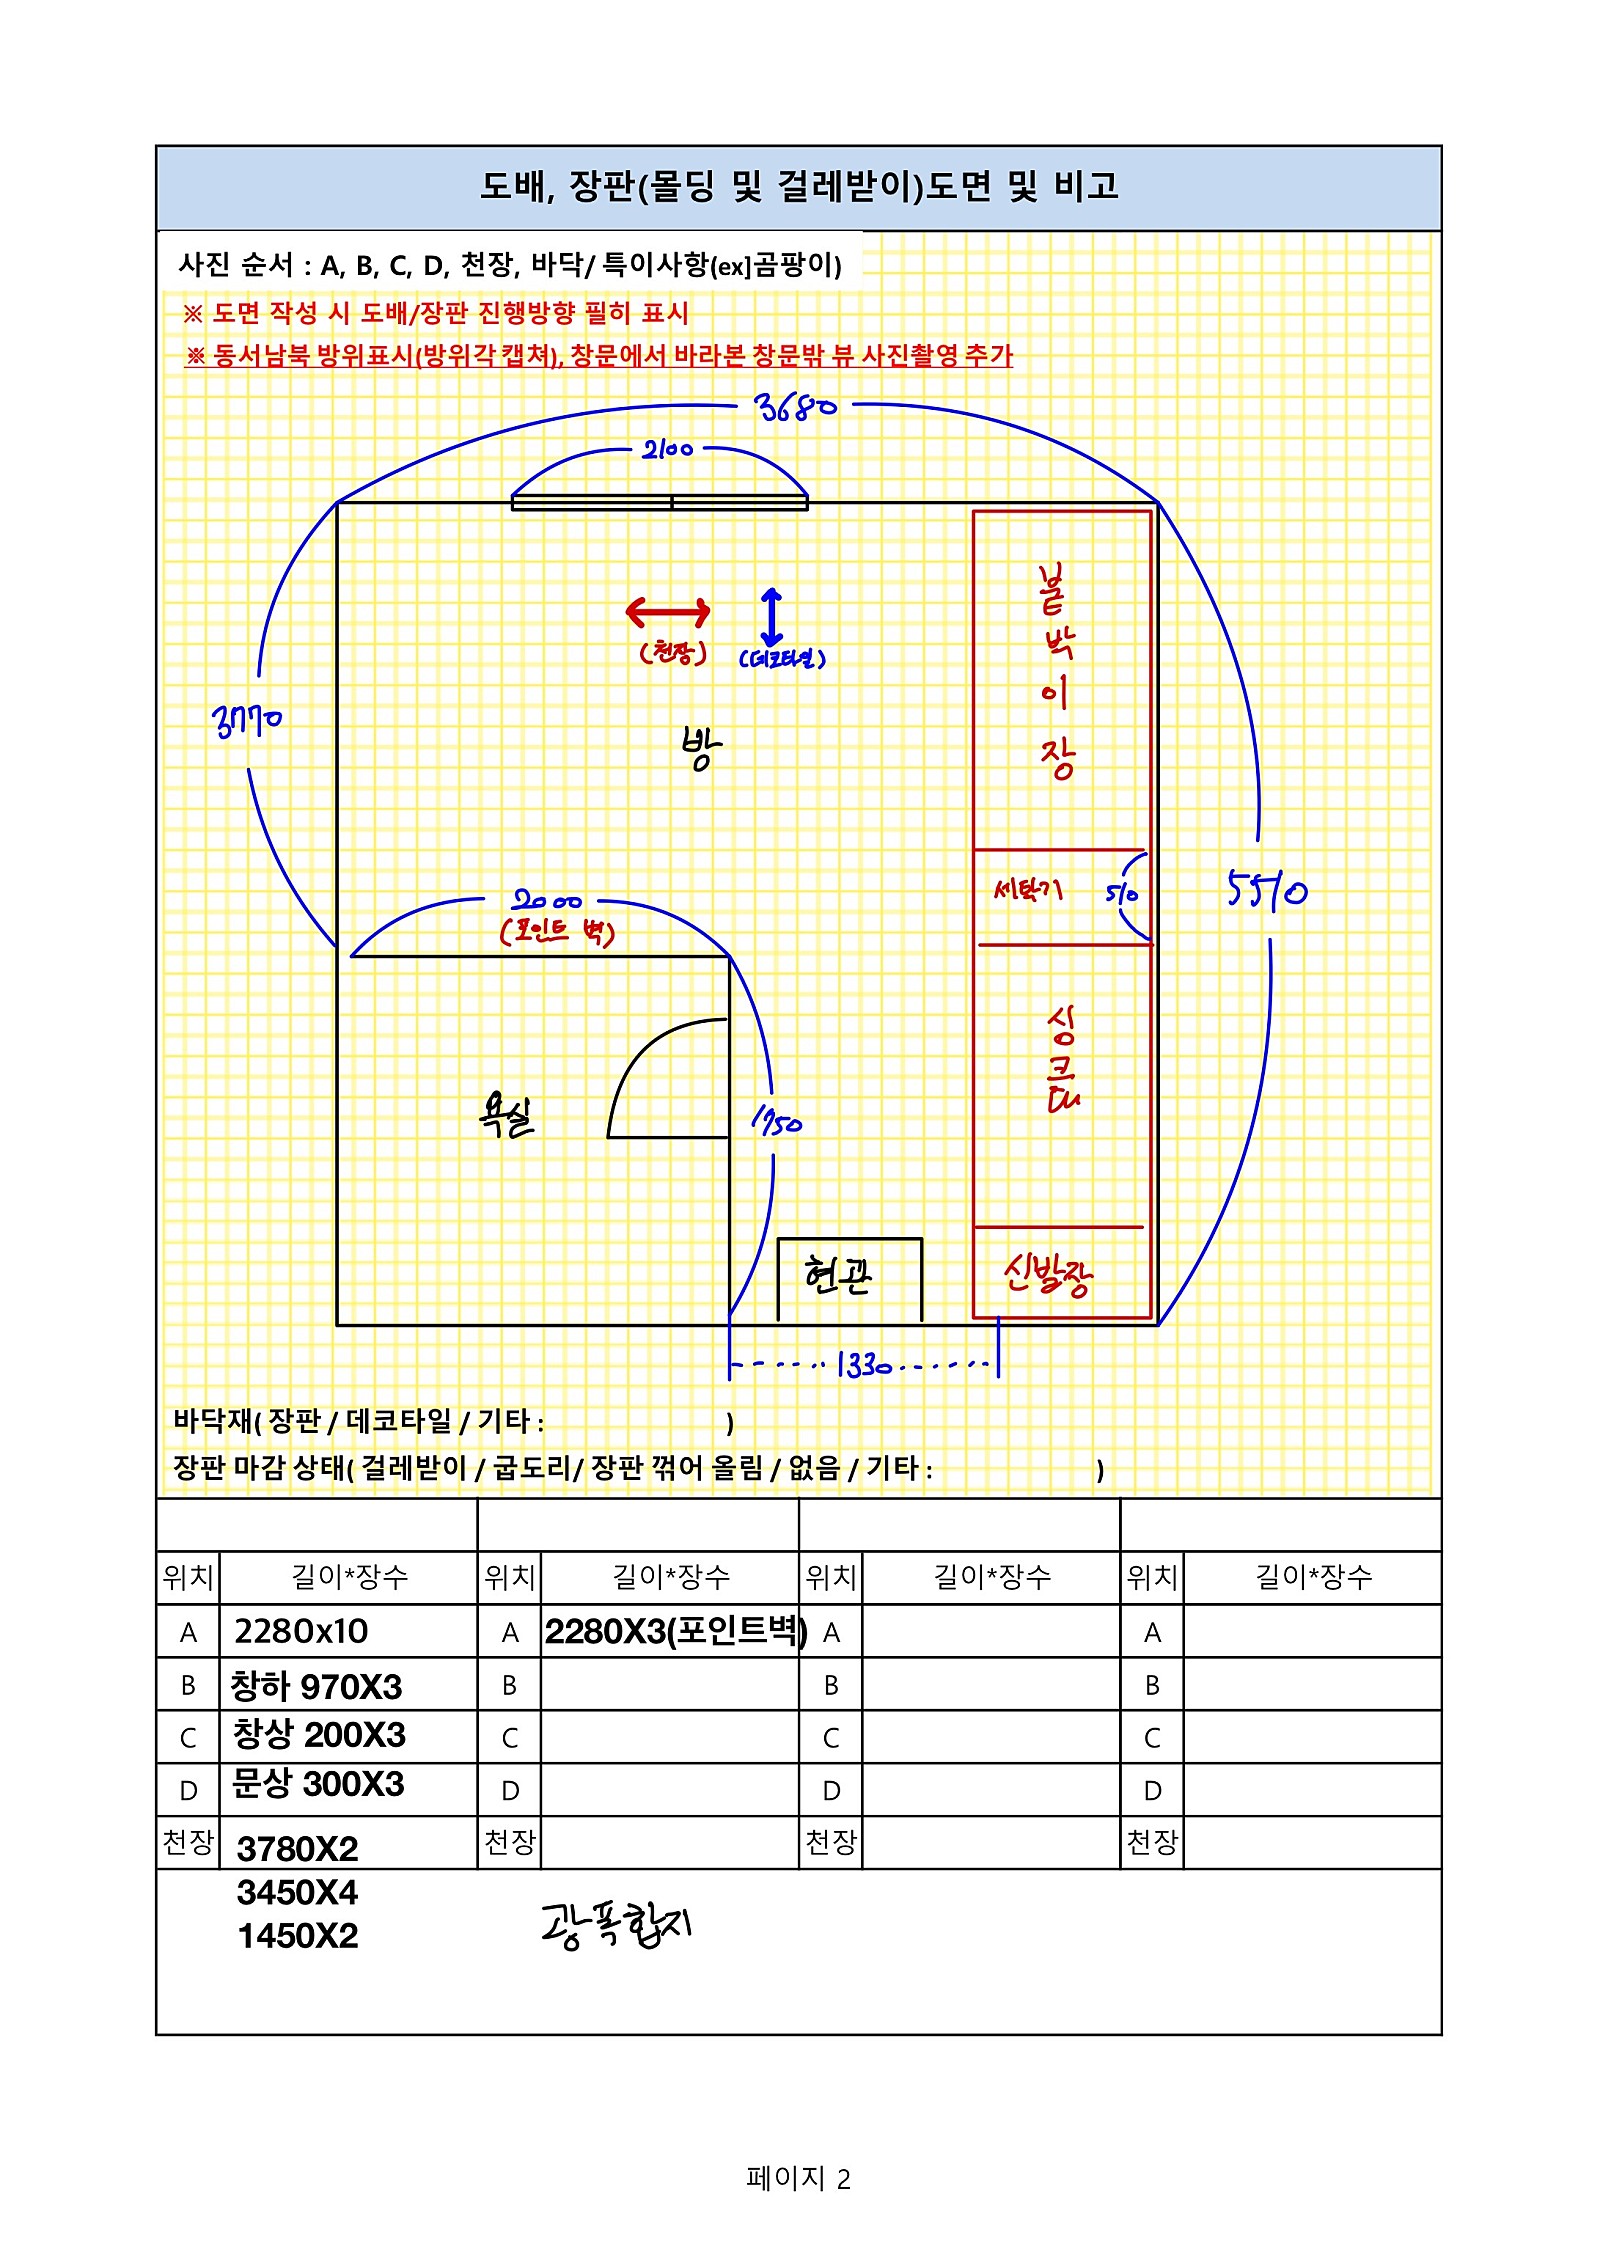 도배, 장판(몰딩 및 걸레받이)도면 및 비고
사진 순서 : A, B, C, D, 천장, 바닥/ 특이사항(ex]곰팡이)
※ 도면 작성 시 도배/장판 진행방향 필히 표시
※ 동서남북 방위표시(방위각 캡쳐), 창문에서 바라본 창문밖 뷰 사진촬영 추가
3680
2100
붙박이장
(천장) (데코타일)
3770
방
세탁기 510
5510
2000
(포인트 벽)
싱크대
욕실
1750
현관
신발장
1330
바닥재( 장판 / 데코타일 / 기타 : )
장판 마감 상태( 걸레받이 / 굽도리/ 장판 꺾어 올림 / 없음 / 기타 : )
위치 길이*장수 위치 길이*장수 위치 길이*장수 위치 길이*장수
A 2280x10 A 2280X3(포인트벽) A A
B 창하 970X3 B B B
C 창상 200X3 C C C
D 문상 300X3 D D D
천장 3780X2 천장 천장 천장
3450X4
1450X2
광폭합지
페이지 2